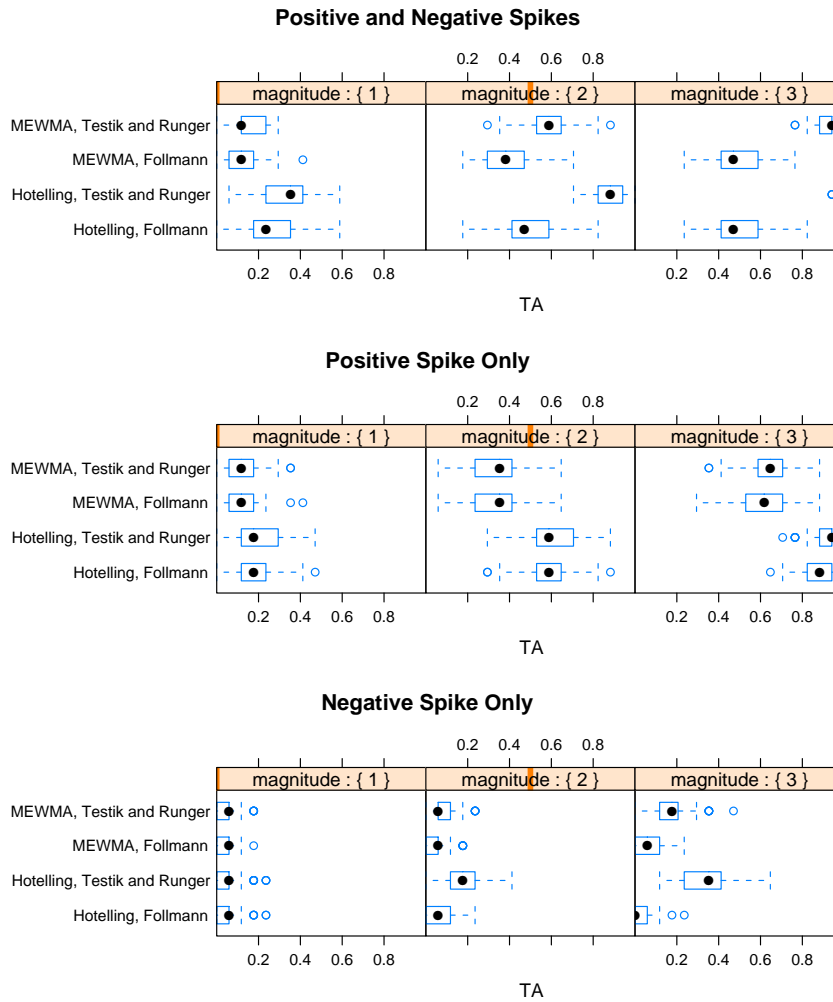 Positive and Negative Spikes
0.2 0.4 0.6 0.8
magnitude : { 1 } magnitude : { 2 } magnitude : { 3 }
MEWMA, Testik and Runger
MEWMA, Follmann
Hotelling, Testik and Runger
Hotelling, Follmann
0.2 0.4 0.6 0.8 0.2 0.4 0.6 0.8
TA
Positive Spike Only
0.2 0.4 0.6 0.8
magnitude : { 1 } magnitude : { 2 } magnitude : { 3 }
MEWMA, Testik and Runger
MEWMA, Follmann
Hotelling, Testik and Runger
Hotelling, Follmann
0.2 0.4 0.6 0.8 0.2 0.4 0.6 0.8
TA
Negative Spike Only
0.2 0.4 0.6 0.8
magnitude : { 1 } magnitude : { 2 } magnitude : { 3 }
MEWMA, Testik and Runger
MEWMA, Follmann
Hotelling, Testik and Runger
Hotelling, Follmann
0.2 0.4 0.6 0.8 0.2 0.4 0.6 0.8
TA